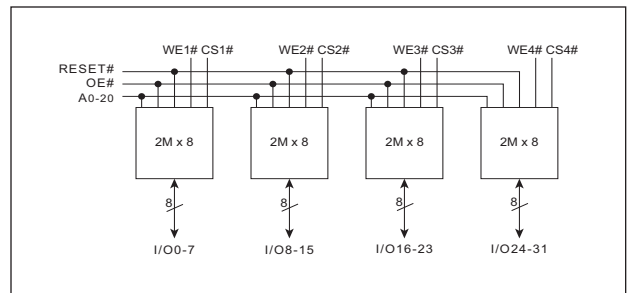 WE1# CS1# WE2# CS2# WE3# CS3# WE4# CS4#
RESET#
OE#
A0-20
2M x 8 2M x 8 2M x 8 2M x 8
8 8 8 8
I/O0-7 I/O8-15 I/O16-23 I/O24-31